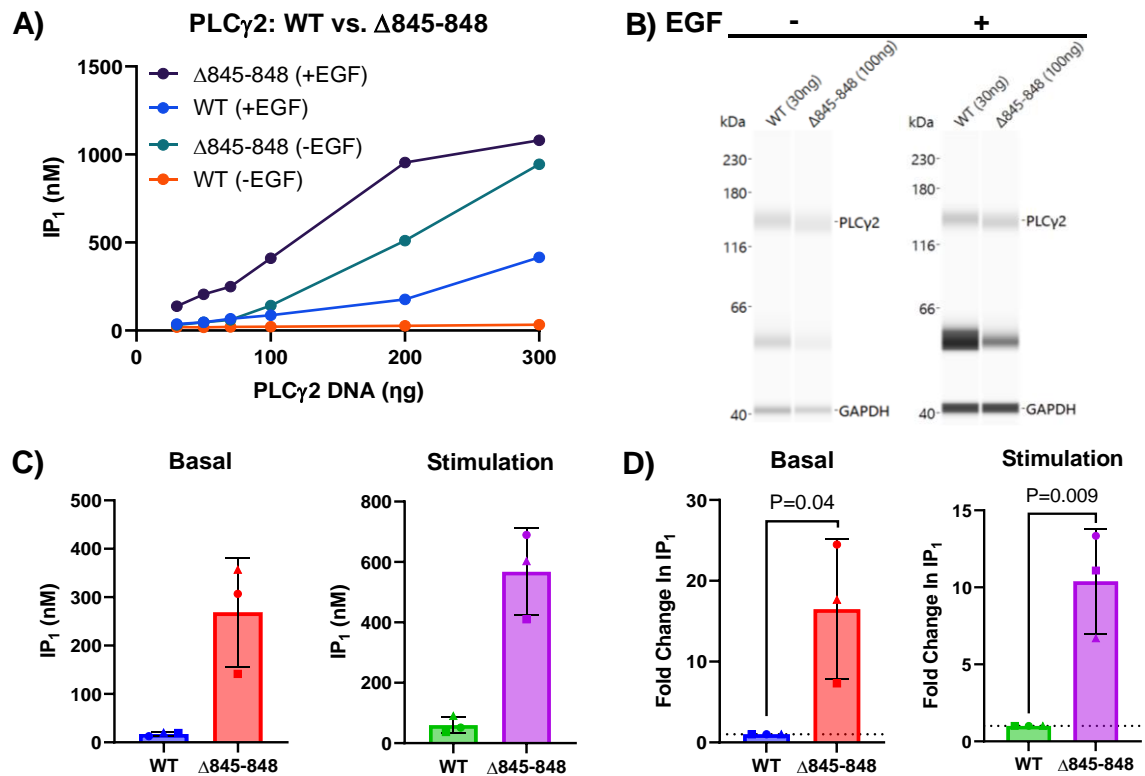 A)
PLCγ2: WT vs. Δ845-848
1500
1000
500
0
IP₁ (nM)
Δ845-848 (+EGF)
WT (+EGF)
Δ845-848 (-EGF)
WT (-EGF)
0
100
200
300
PLCγ2 DNA (ηg)
B) EGF - +
kDa
WT (30ng)
Δ845-848 (100ng)
230-
180-
116-
66-
40-
-PLCγ2
-GAPDH
kDa
WT (30ng)
Δ845-848 (100ng)
230-
180-
116-
66-
40-
-PLCγ2
-GAPDH
C)
Basal
500
400
300
200
100
0
IP₁ (nM)
WT Δ845-848
Stimulation
800
600
400
200
0
IP₁ (nM)
WT Δ845-848
D)
Basal
P=0.04
30
25
20
15
10
5
0
Fold Change In IP₁
WT Δ845-848
Stimulation
P=0.009
15
10
5
0
Fold Change In IP₁
WT Δ845-848